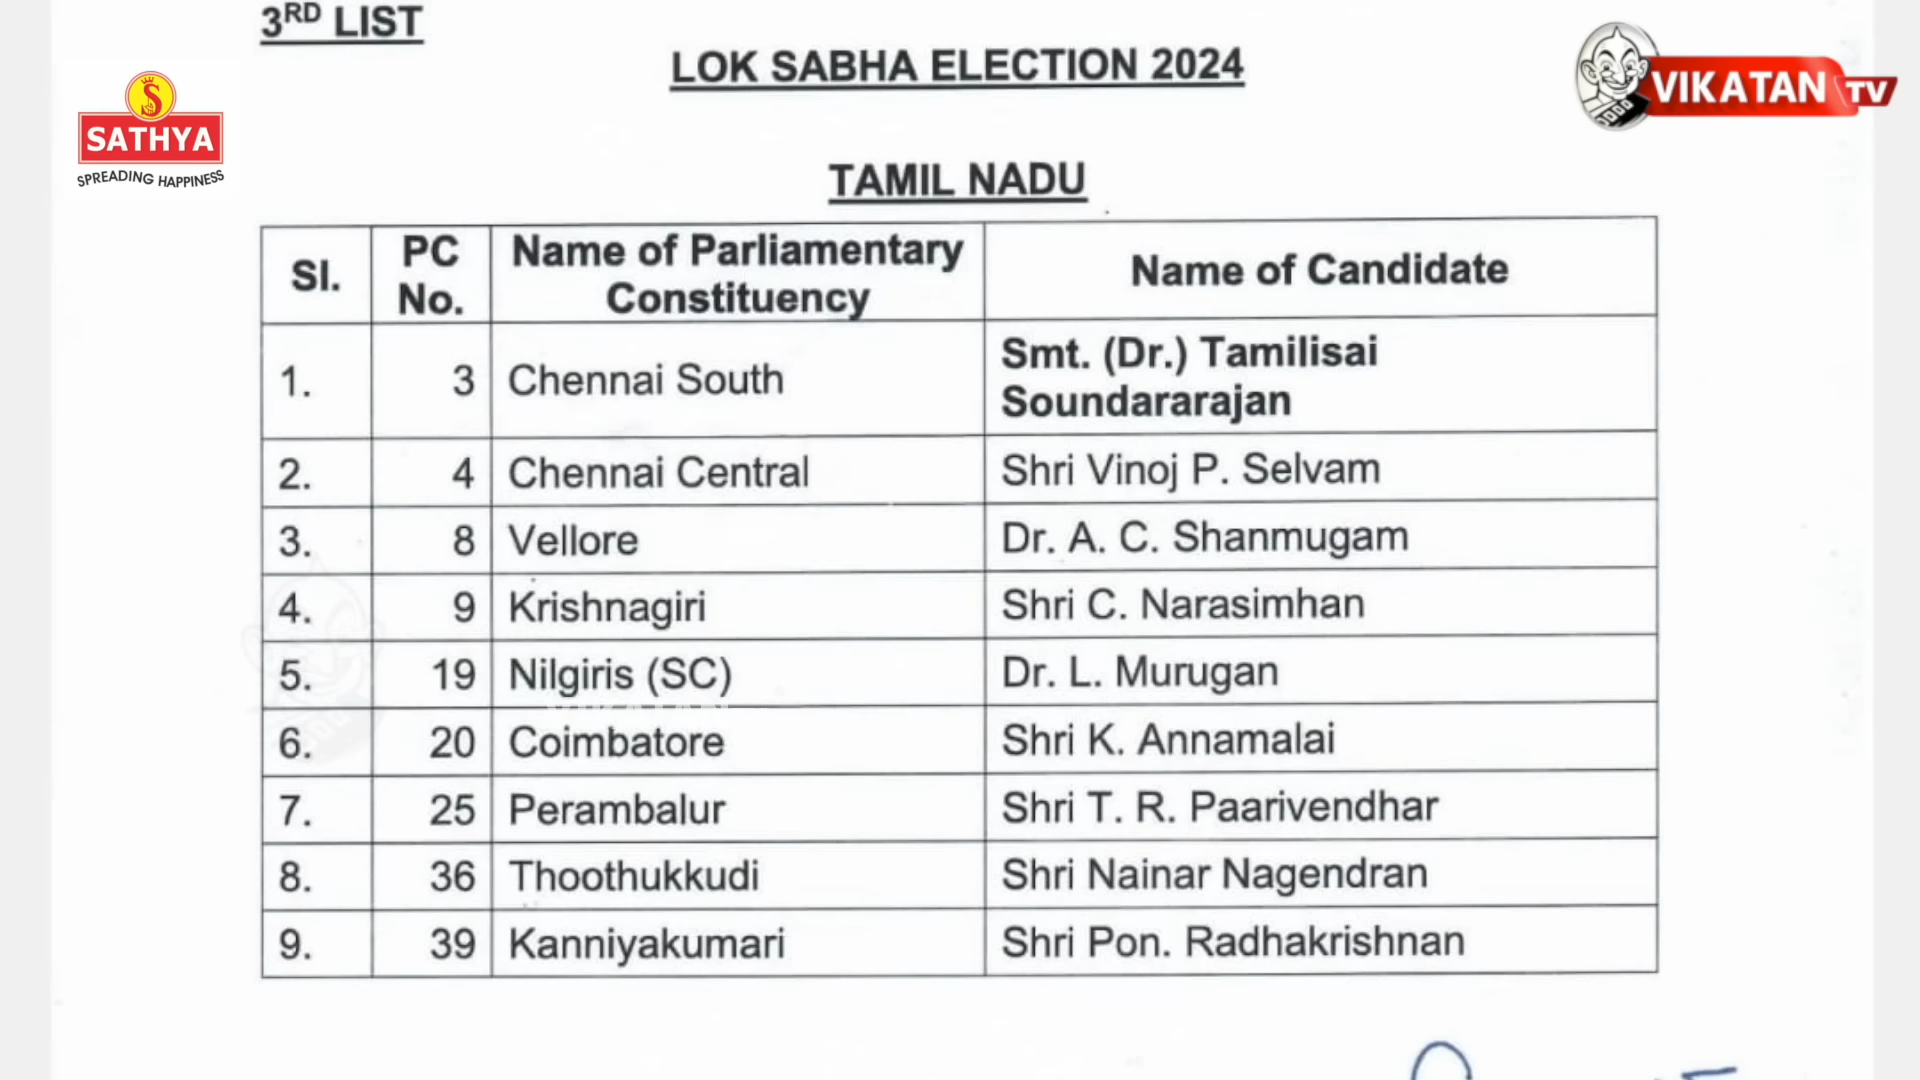 3RD LIST
LOK SABHA ELECTION 2024
VIKATAN TV
S
SATHYA
SPREADING HAPPINESS
TAMIL NADU
Sl. PC No. Name of Parliamentary Constituency Name of Candidate
1. 3 Chennai South Smt. (Dr.) Tamilisai Soundararajan
2. 4 Chennai Central Shri Vinoj P. Selvam
3. 8 Vellore Dr. A. C. Shanmugam
4. 9 Krishnagiri Shri C. Narasimhan
5. 19 Nilgiris (SC) Dr. L. Murugan
6. 20 Coimbatore Shri K. Annamalai
7. 25 Perambalur Shri T. R. Paarivendhar
8. 36 Thoothukkudi Shri Nainar Nagendran
9. 39 Kanniyakumari Shri Pon. Radhakrishnan